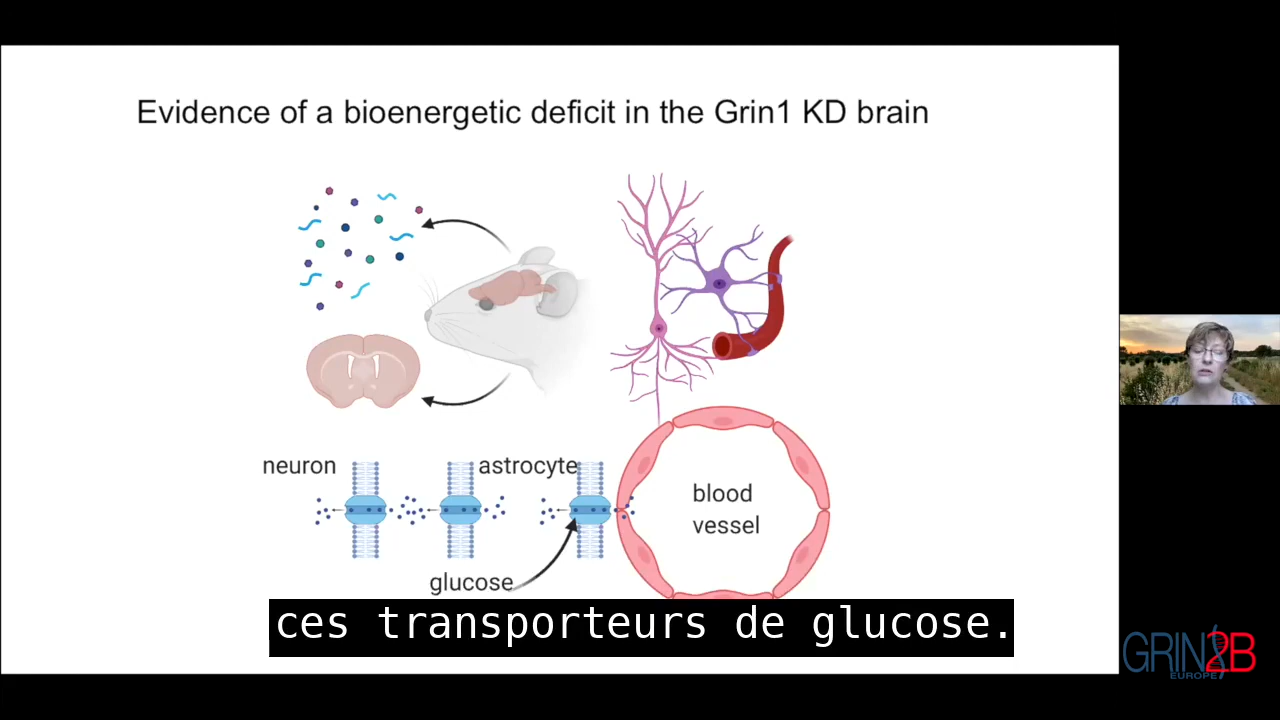 Evidence of a bioenergetic deficit in the Grin1 KD brain
neuron
astrocyte
blood
vessel
glucose
ces transporteurs de glucose.
GRIN2B
EUROPE